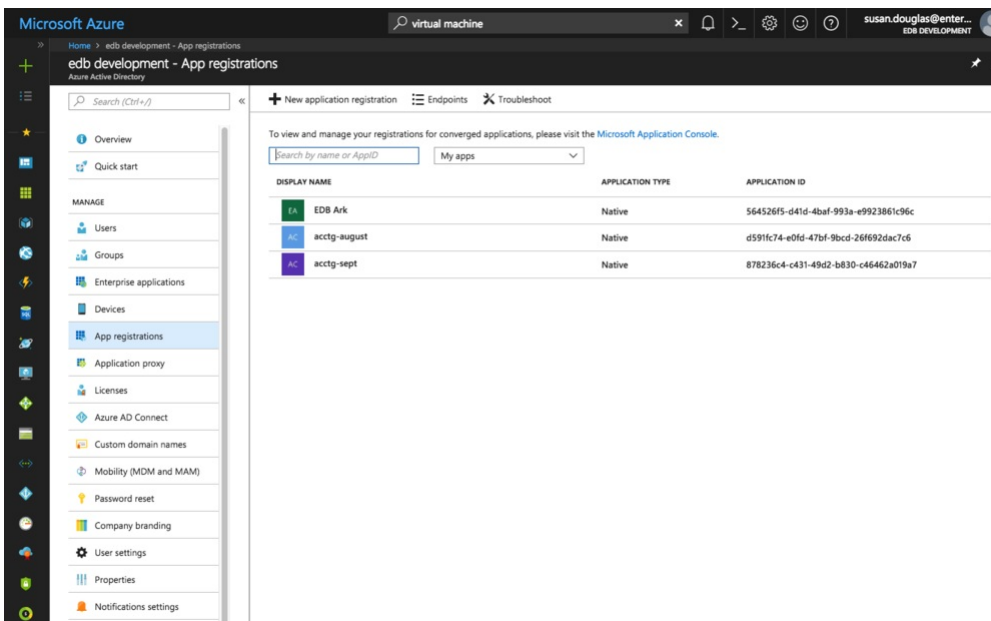 Microsoft Azure
virtual machine
susan.douglas@enter...
EDB DEVELOPMENT
Home > edb development - App registrations
edb development - App registrations
Azure Active Directory
Search (Ctrl+/)
New application registration
Endpoints
Troubleshoot
To view and manage your registrations for converged applications, please visit the Microsoft Application Console.
Search by name or AppID
My apps
DISPLAY NAME
APPLICATION TYPE
APPLICATION ID
EA EDB Ark Native 564526f5-d41d-4baf-993a-e9923861c96c
AC acctg-august Native d591fc74-e0fd-47bf-9bcd-26f692dac7c6
AC acctg-sept Native 878236c4-c431-49d2-b830-c46462a019a7
Overview
Quick start
MANAGE
Users
Groups
Enterprise applications
Devices
App registrations
Application proxy
Licenses
Azure AD Connect
Custom domain names
Mobility (MDM and MAM)
Password reset
Company branding
User settings
Properties
Notifications settings